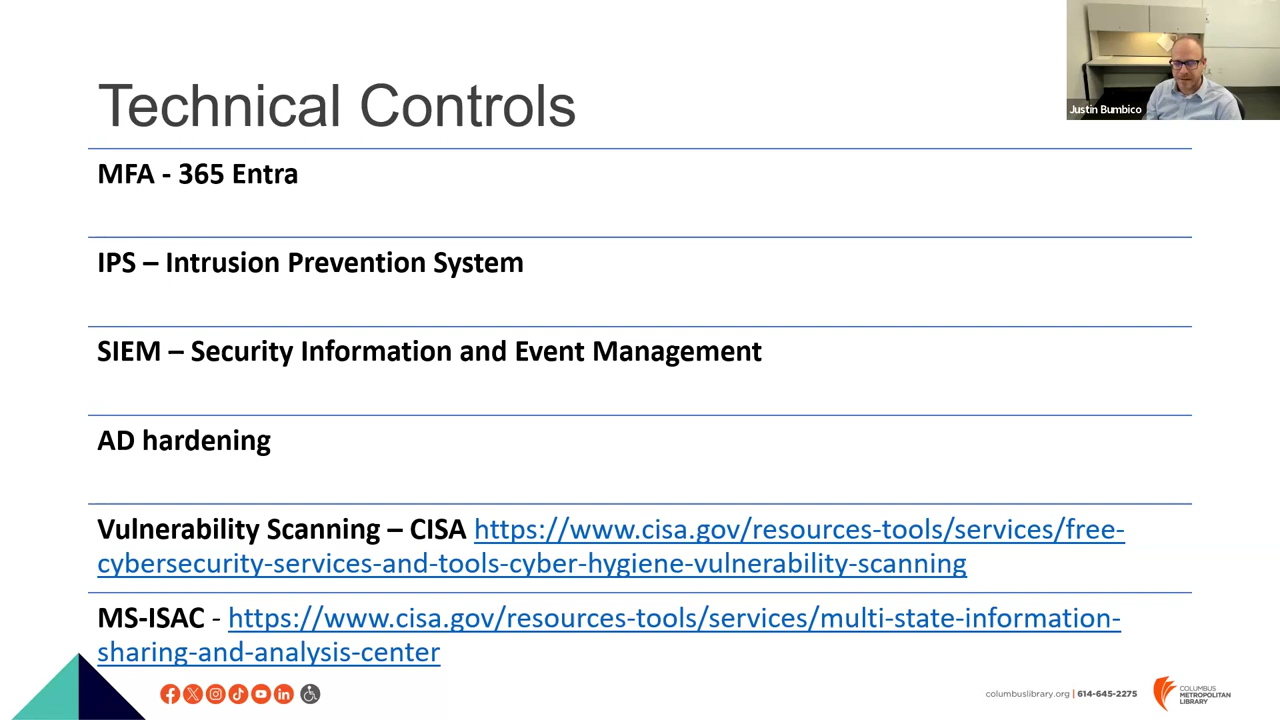 Technical Controls
Justin Bumbico
MFA - 365 Entra
IPS – Intrusion Prevention System
SIEM – Security Information and Event Management
AD hardening
Vulnerability Scanning – CISA https://www.cisa.gov/resources-tools/services/free-
cybersecurity-services-and-tools-cyber-hygiene-vulnerability-scanning
MS-ISAC - https://www.cisa.gov/resources-tools/services/multi-state-information-
sharing-and-analysis-center
columbuslibrary.org | 614-645-2275
COLUMBUS
METROPOLITAN
LIBRARY